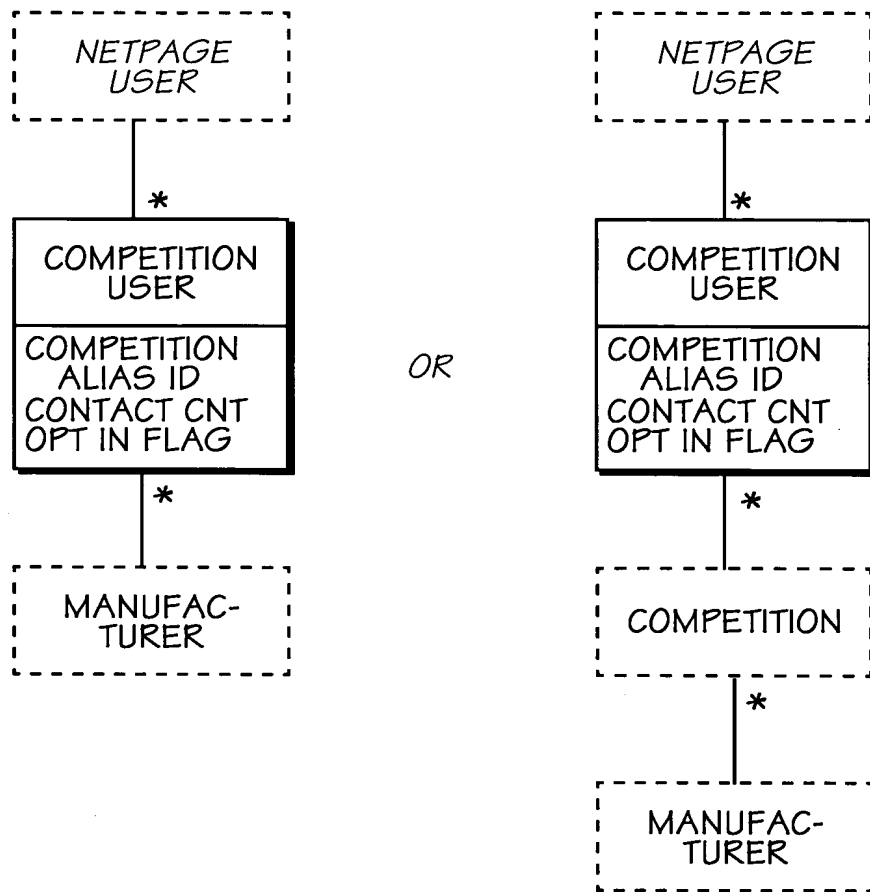 NETPAGE
USER
*
COMPETITION
USER
COMPETITION
ALIAS ID
CONTACT CNT
OPT IN FLAG
*
MANUFAC-
TURER
OR
NETPAGE
USER
*
COMPETITION
USER
COMPETITION
ALIAS ID
CONTACT CNT
OPT IN FLAG
*
COMPETITION
*
MANUFAC-
TURER